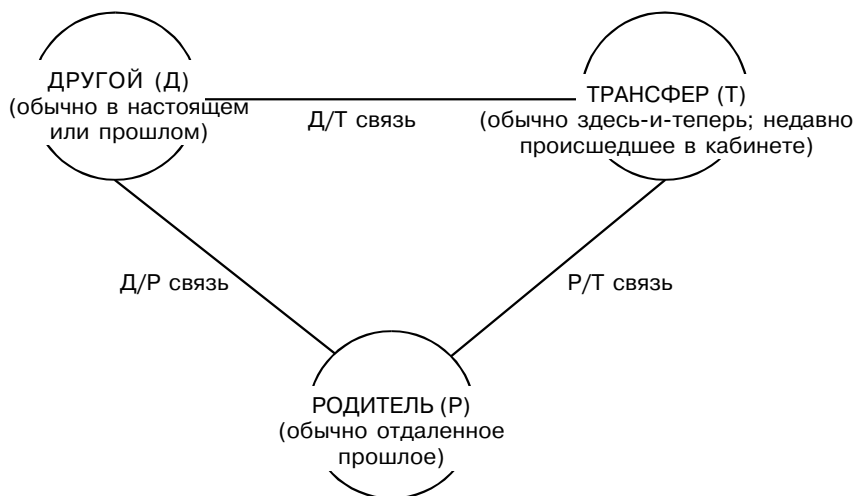 ДРУГОЙ (Д)
(обычно в настоящем
или прошлом)
Д/Т связь
ТРАНСФЕР (Т)
(обычно здесь-и-теперь; недавно
происшедшее в кабинете)
Д/Р связь
Р/Т связь
РОДИТЕЛЬ (Р)
(обычно отдаленное
прошлое)